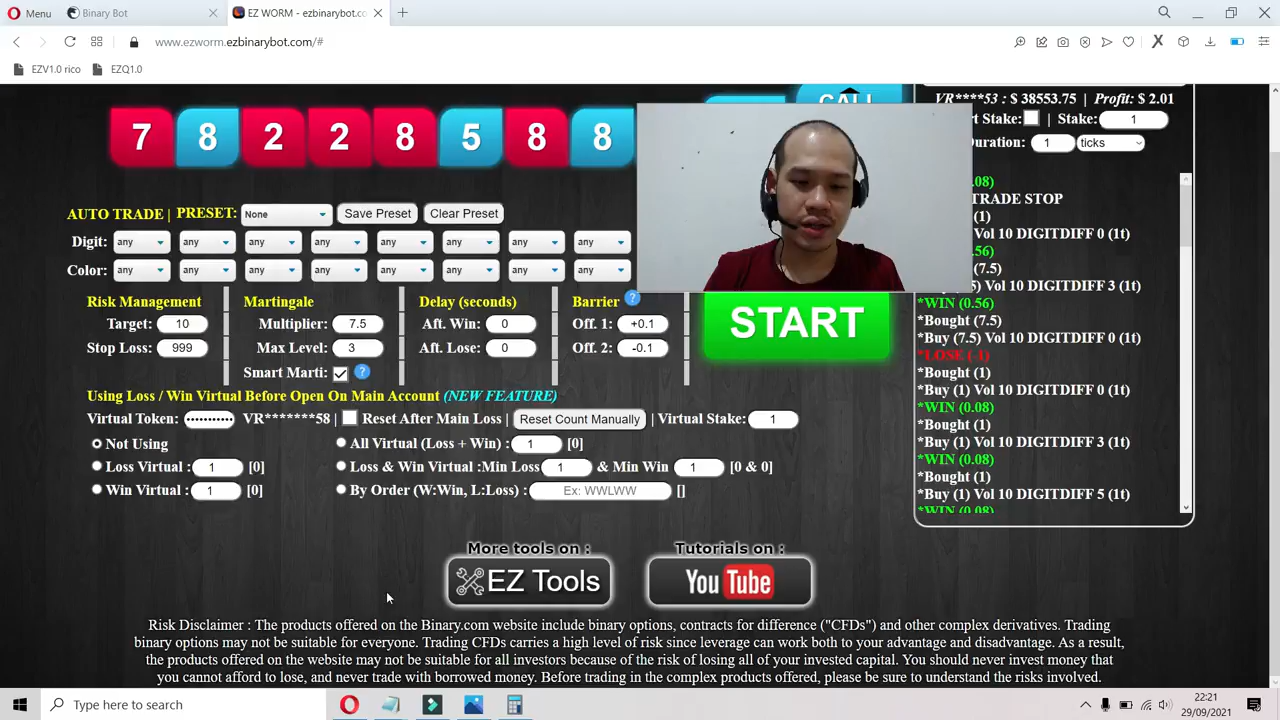 Menu
Binary Bot
EZ WORM - ezbinarybot.co
www.ezworm.ezbinarybot.com/#
EZV1.0 rico
EZQ1.0
7 8 2 2 8 5 8 8
CALL
VR****53 : $ 38553.75 | Profit: $ 2.01
Stake: | Stake: 1
Duration: 1 ticks
AUTO TRADE | PRESET: None Save Preset Clear Preset
Digit: any any any any any any any any
Color: any any any any any any any any
Risk Management Martingale Delay (seconds) Barrier ?
Target: 10 Multiplier: 7.5 Aft. Win: 0 Off. 1: +0.1
Stop Loss: 999 Max Level: 3 Aft. Lose: 0 Off. 2: -0.1
Smart Marti: ?
START
Using Loss / Win Virtual Before Open On Main Account (NEW FEATURE)
Virtual Token: •••••••••• VR*******58 | Reset After Main Loss | Reset Count Manually | Virtual Stake: 1
Not Using All Virtual (Loss + Win) : 1 [0]
Loss Virtual : 1 [0] Loss & Win Virtual :Min Loss 1 & Min Win 1 [0 & 0]
Win Virtual : 1 [0] By Order (W:Win, L:Loss) : Ex: WWLWW []
.08)
TRADE STOP
(1)
Vol 10 DIGITDIFF 0 (1t)
.56)
(7.5)
.5) Vol 10 DIGITDIFF 3 (1t)
*WIN (0.56)
*Bought (7.5)
*Buy (7.5) Vol 10 DIGITDIFF 0 (1t)
*LOSE (-1)
*Bought (1)
*Buy (1) Vol 10 DIGITDIFF 0 (1t)
*WIN (0.08)
*Bought (1)
*Buy (1) Vol 10 DIGITDIFF 3 (1t)
*WIN (0.08)
*Bought (1)
*Buy (1) Vol 10 DIGITDIFF 5 (1t)
*WIN (0.08)
More tools on : Tutorials on :
EZ Tools YouTube
Risk Disclaimer : The products offered on the Binary.com website include binary options, contracts for difference ("CFDs") and other complex derivatives. Trading
binary options may not be suitable for everyone. Trading CFDs carries a high level of risk since leverage can work both to your advantage and disadvantage. As a result,
the products offered on the website may not be suitable for all investors because of the risk of losing all of your invested capital. You should never invest money that
you cannot afford to lose, and never trade with borrowed money. Before trading in the complex products offered, please be sure to understand the risks involved.
Type here to search
22:21
29/09/2021